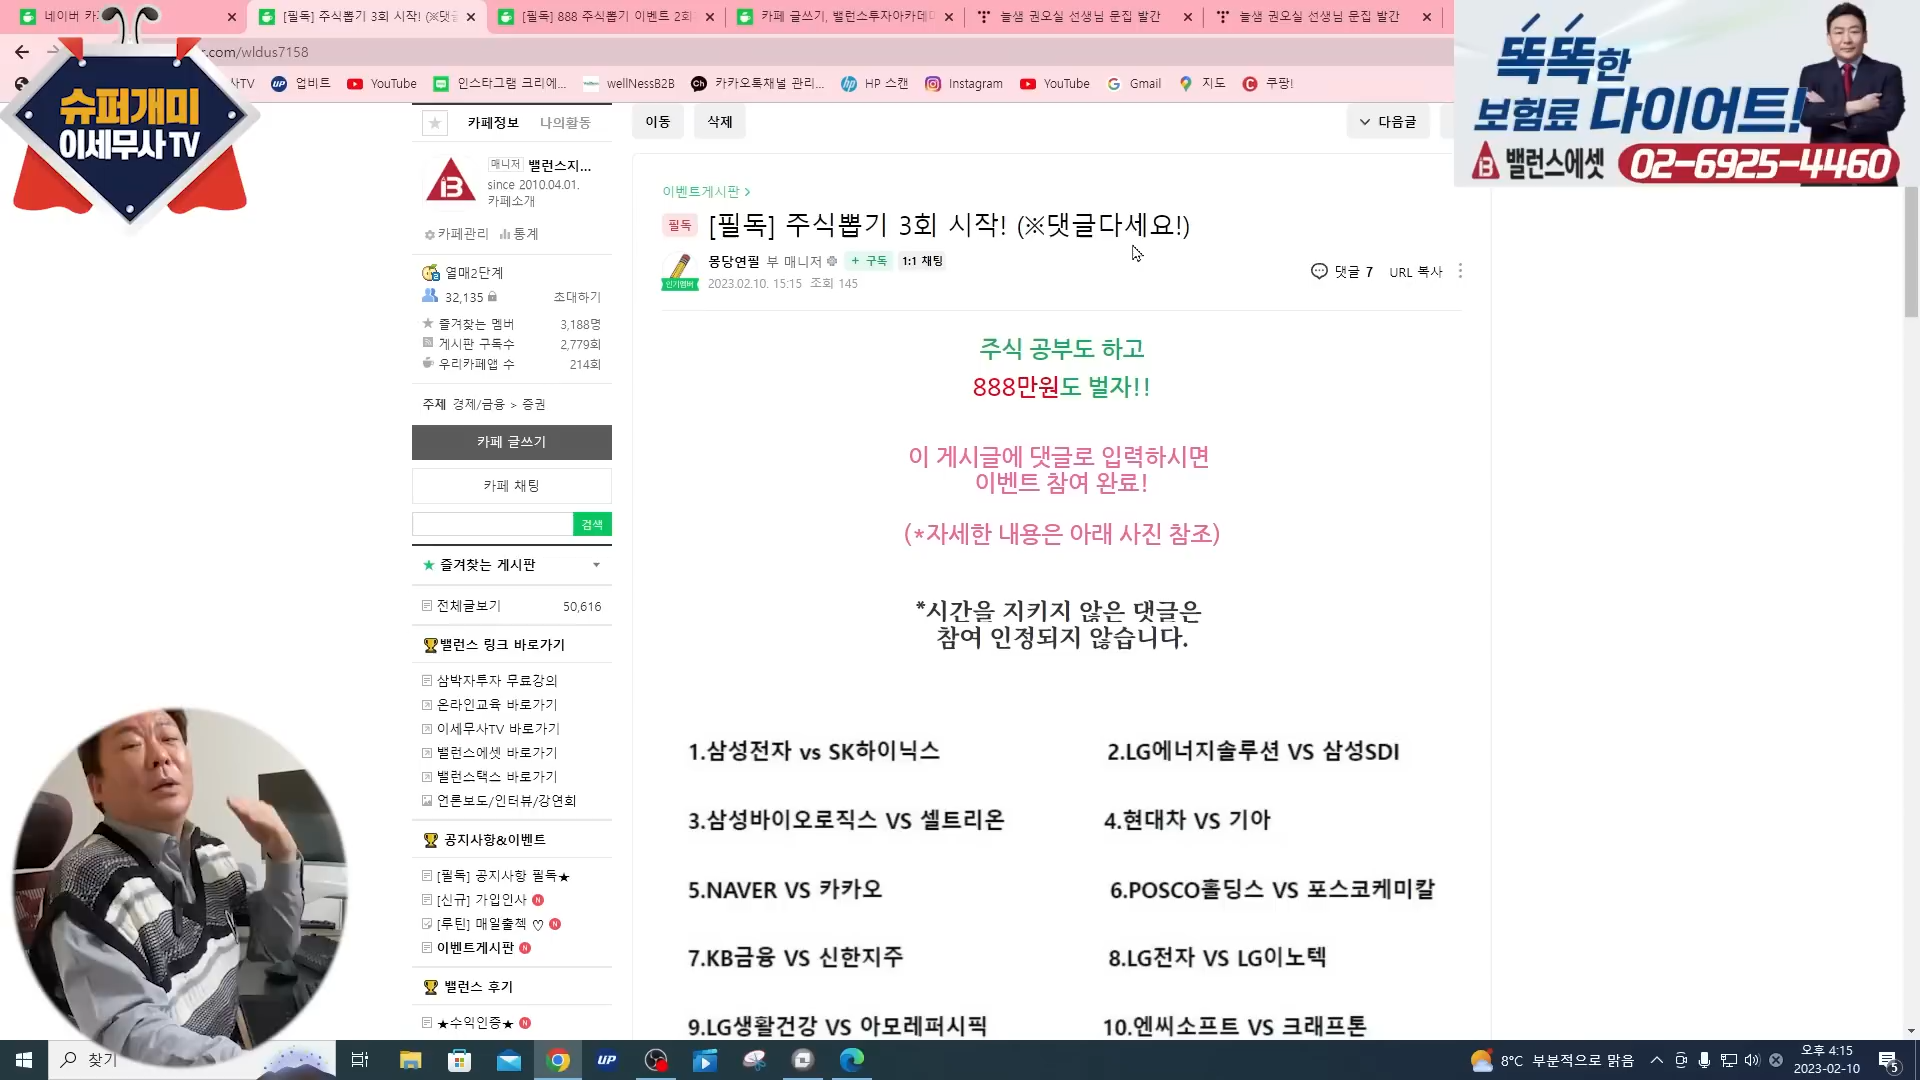 네이버 카
[필독] 주식뽑기 3회 시작! (※댓글
[필독] 888 주식뽑기 이벤트 2회
카페 글쓰기, 밸런스투자아카데미
늘샘 권오실 선생님 문집 발간
늘샘 권오실 선생님 문집 발간
r.com/wldus7158
사TV
업비트
YouTube
인스타그램 크리에...
wellNessB2B
카카오톡채널 관리...
HP 스캔
Instagram
YouTube
Gmail
지도
쿠팡!
슈퍼개미
이세무사TV
똑똑한
보험료 다이어트!
밸런스에셋 02-6925-4460
카페정보 나의활동
매니저 밸런스지...
since 2010.04.01.
카페소개
카페관리 통계
열매2단계
32,135 초대하기
즐겨찾는 멤버 3,188명
게시판 구독수 2,779회
우리카페앱 수 214회
주제 경제/금융 > 증권
카페 글쓰기
카페 채팅
검색
즐겨찾는 게시판
전체글보기 50,616
밸런스 링크 바로가기
삼박자투자 무료강의
온라인교육 바로가기
이세무사TV 바로가기
밸런스에셋 바로가기
밸런스택스 바로가기
언론보도/인터뷰/강연회
공지사항&이벤트
[필독] 공지사항 필독★
[신규] 가입인사 N
[루틴] 매일출첵 ♡ N
이벤트게시판 N
밸런스 후기
★수익인증★ N
이동 삭제 다음글
이벤트게시판 >
필독 [필독] 주식뽑기 3회 시작! (※댓글다세요!)
몽당연필 부 매니저 + 구독 1:1 채팅
인기멤버 2023.02.10. 15:15 조회 145
댓글 7 URL 복사
주식 공부도 하고
888만원도 벌자!!
이 게시글에 댓글로 입력하시면
이벤트 참여 완료!
(*자세한 내용은 아래 사진 참조)
*시간을 지키지 않은 댓글은
참여 인정되지 않습니다.
1.삼성전자 vs SK하이닉스 2.LG에너지솔루션 VS 삼성SDI
3.삼성바이오로직스 VS 셀트리온 4.현대차 VS 기아
5.NAVER VS 카카오 6.POSCO홀딩스 VS 포스코케미칼
7.KB금융 VS 신한지주 8.LG전자 VS LG이노텍
9.LG생활건강 VS 아모레퍼시픽 10.엔씨소프트 VS 크래프톤
찾기
UP
8°C 부분적으로 맑음
오후 4:15
2023-02-10
5